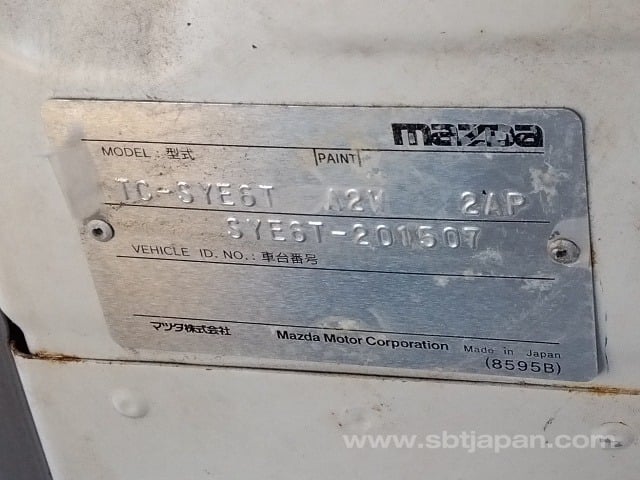 mazda
MODEL : 型式 PAINT
TC-SYE6T A2W 2AP
SYE6T-201507
VEHICLE ID. NO. : 車台番号
マツダ株式会社 Mazda Motor Corporation Made in Japan
(8595B)
www.sbtjapan.com